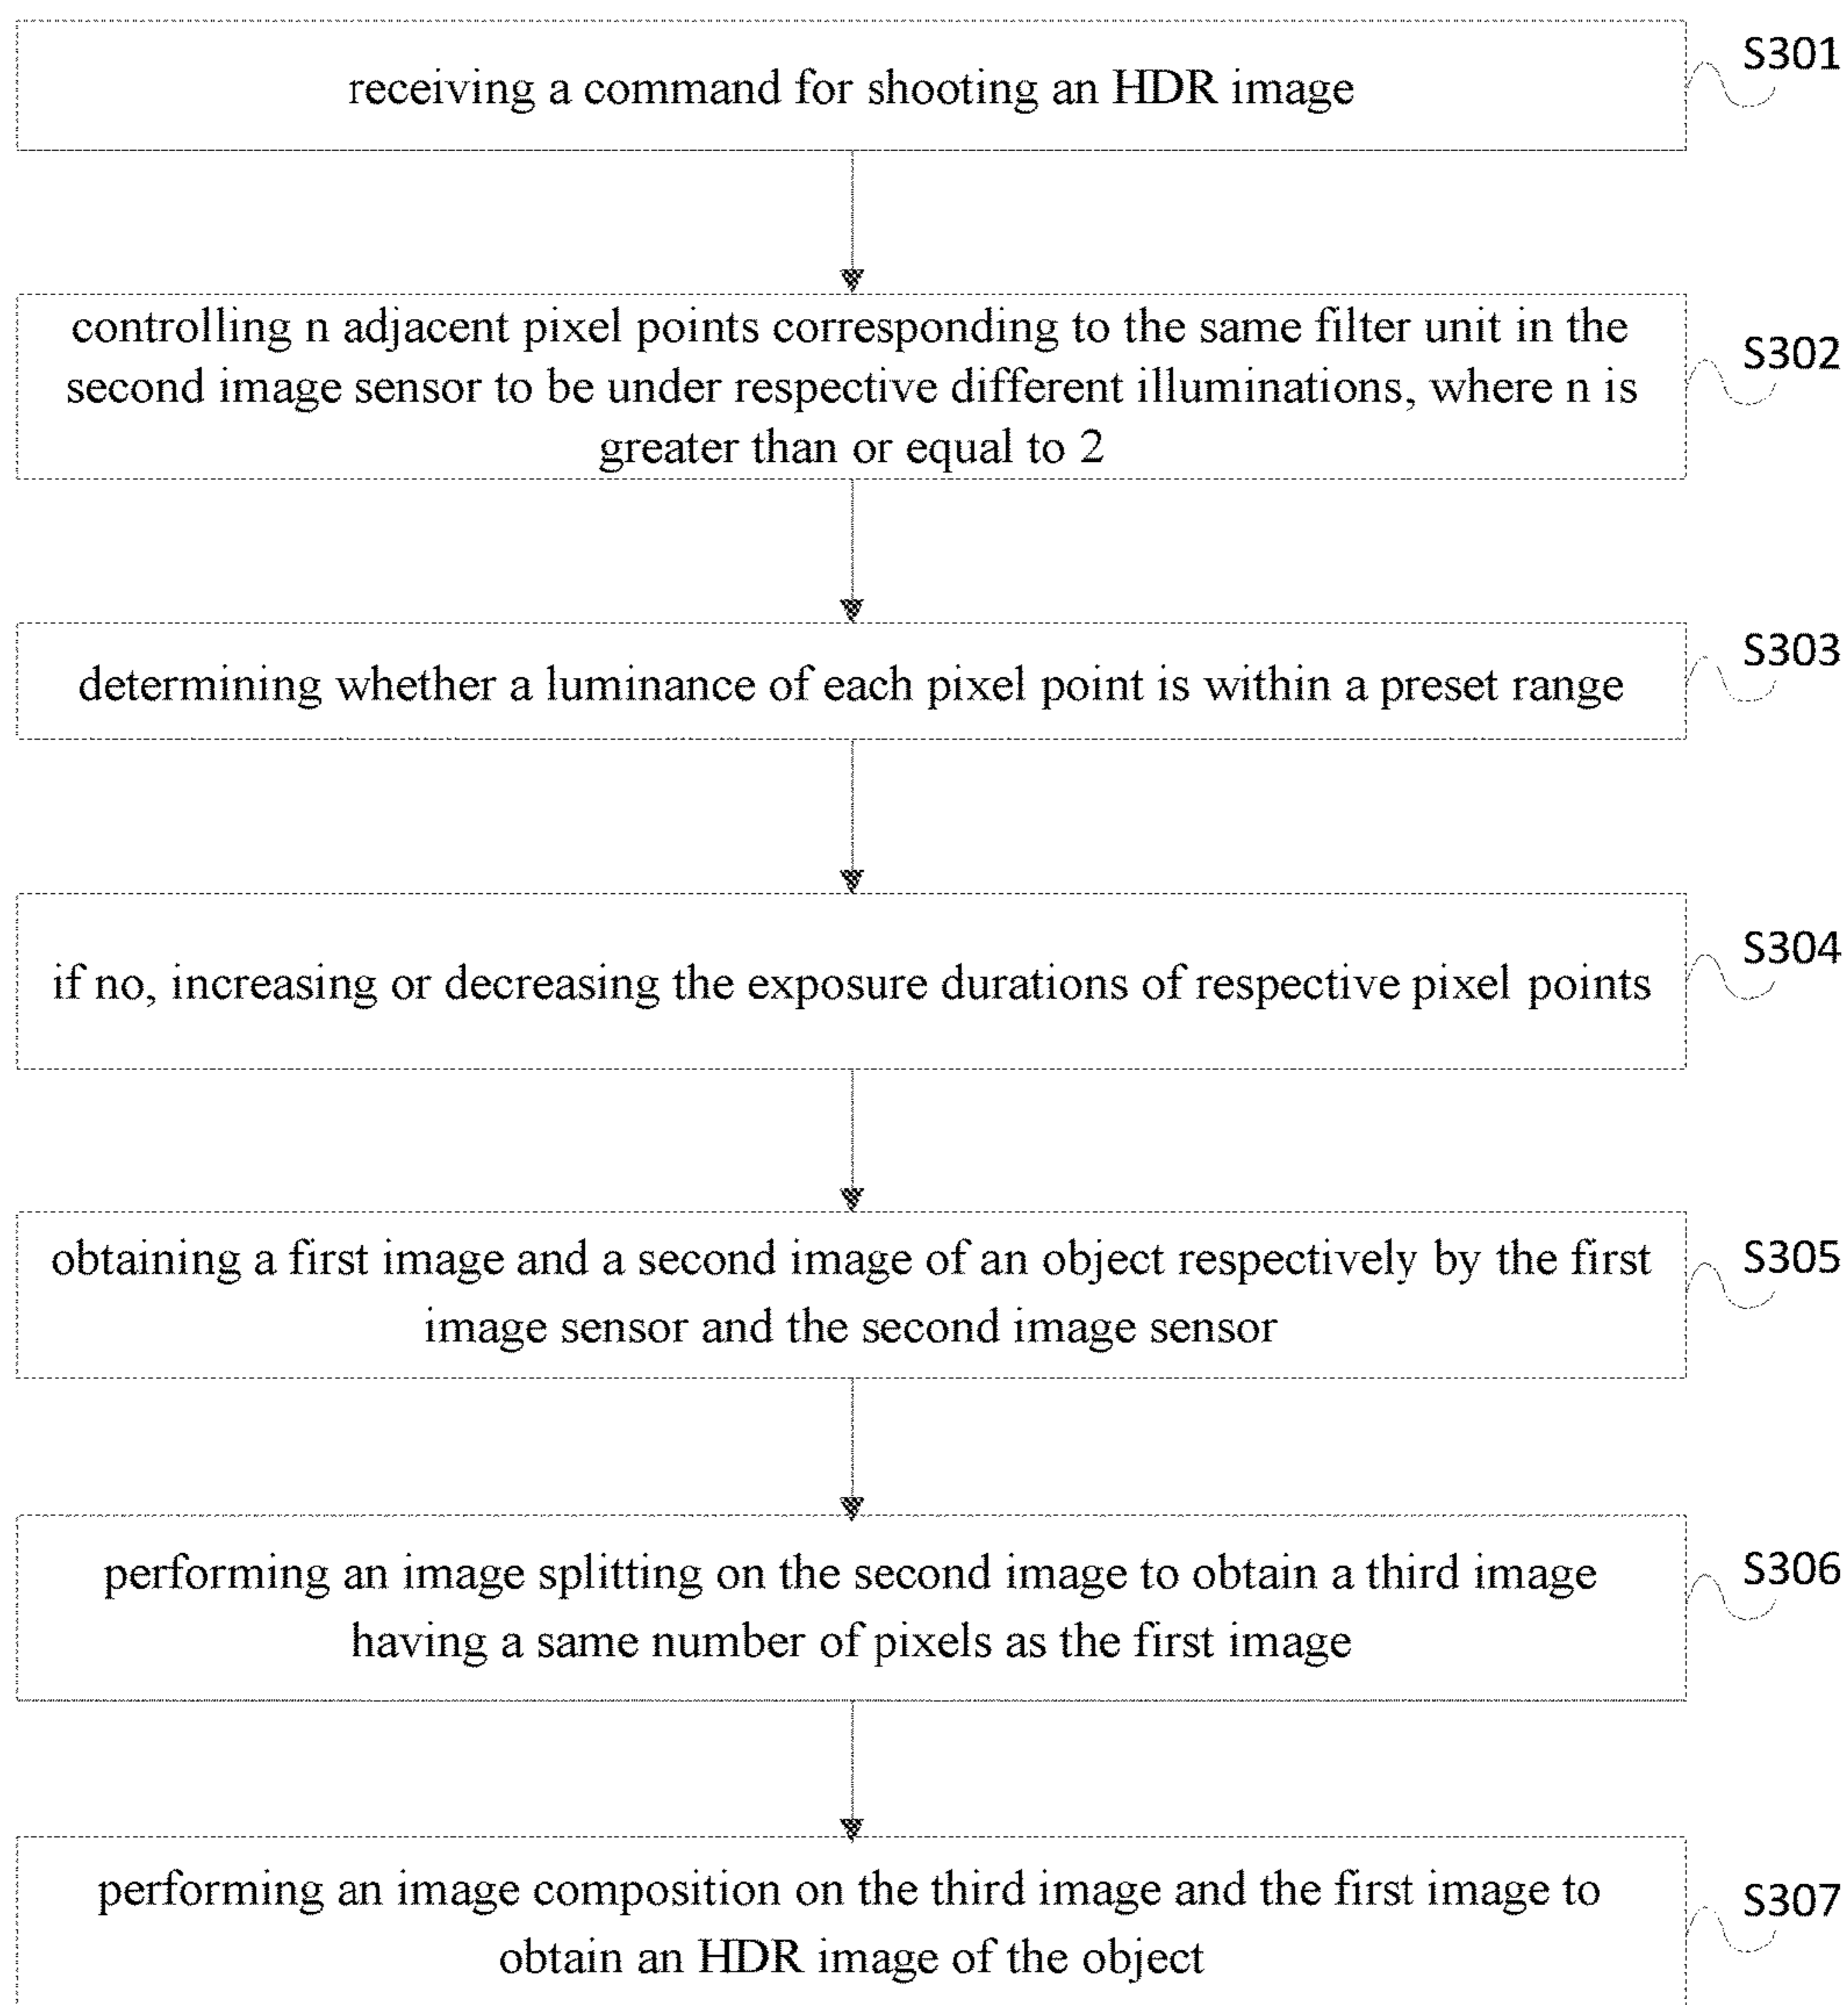 receiving a command for shooting an HDR image
S301
controlling n adjacent pixel points corresponding to the same filter unit in the
second image sensor to be under respective different illuminations, where n is
greater than or equal to 2
S302
determining whether a luminance of each pixel point is within a preset range
S303
if no, increasing or decreasing the exposure durations of respective pixel points
S304
obtaining a first image and a second image of an object respectively by the first
image sensor and the second image sensor
S305
performing an image splitting on the second image to obtain a third image
having a same number of pixels as the first image
S306
performing an image composition on the third image and the first image to
obtain an HDR image of the object
S307